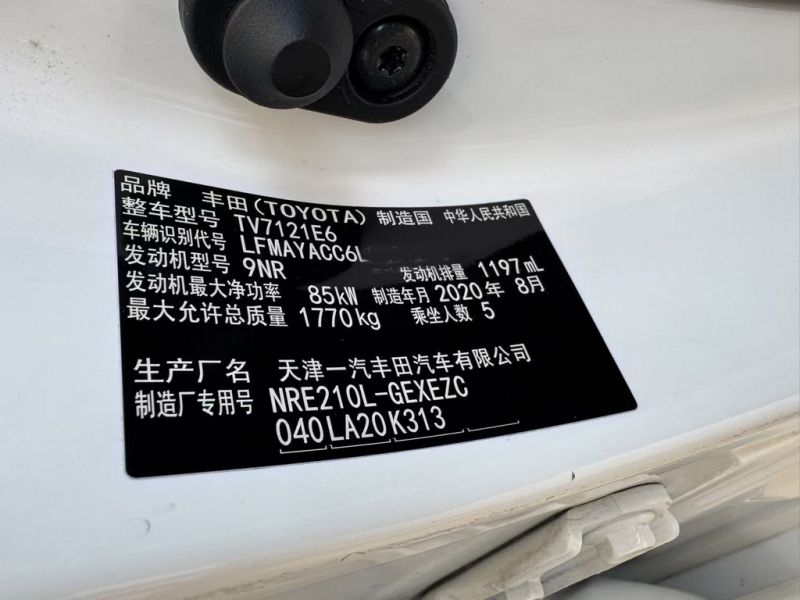 品牌 丰田(TOYOTA) 制造国 中华人民共和国
整车型号 TV7121E6
车辆识别代号 LFMAYACC6L
发动机型号 9NR 发动机排量 1197mL
发动机最大净功率 85kW 制造年月 2020年 8月
最大允许总质量 1770kg 乘坐人数 5
生产厂名 天津一汽丰田汽车有限公司
制造厂专用号 NRE210L-GEXEZC
040 LA20 K313